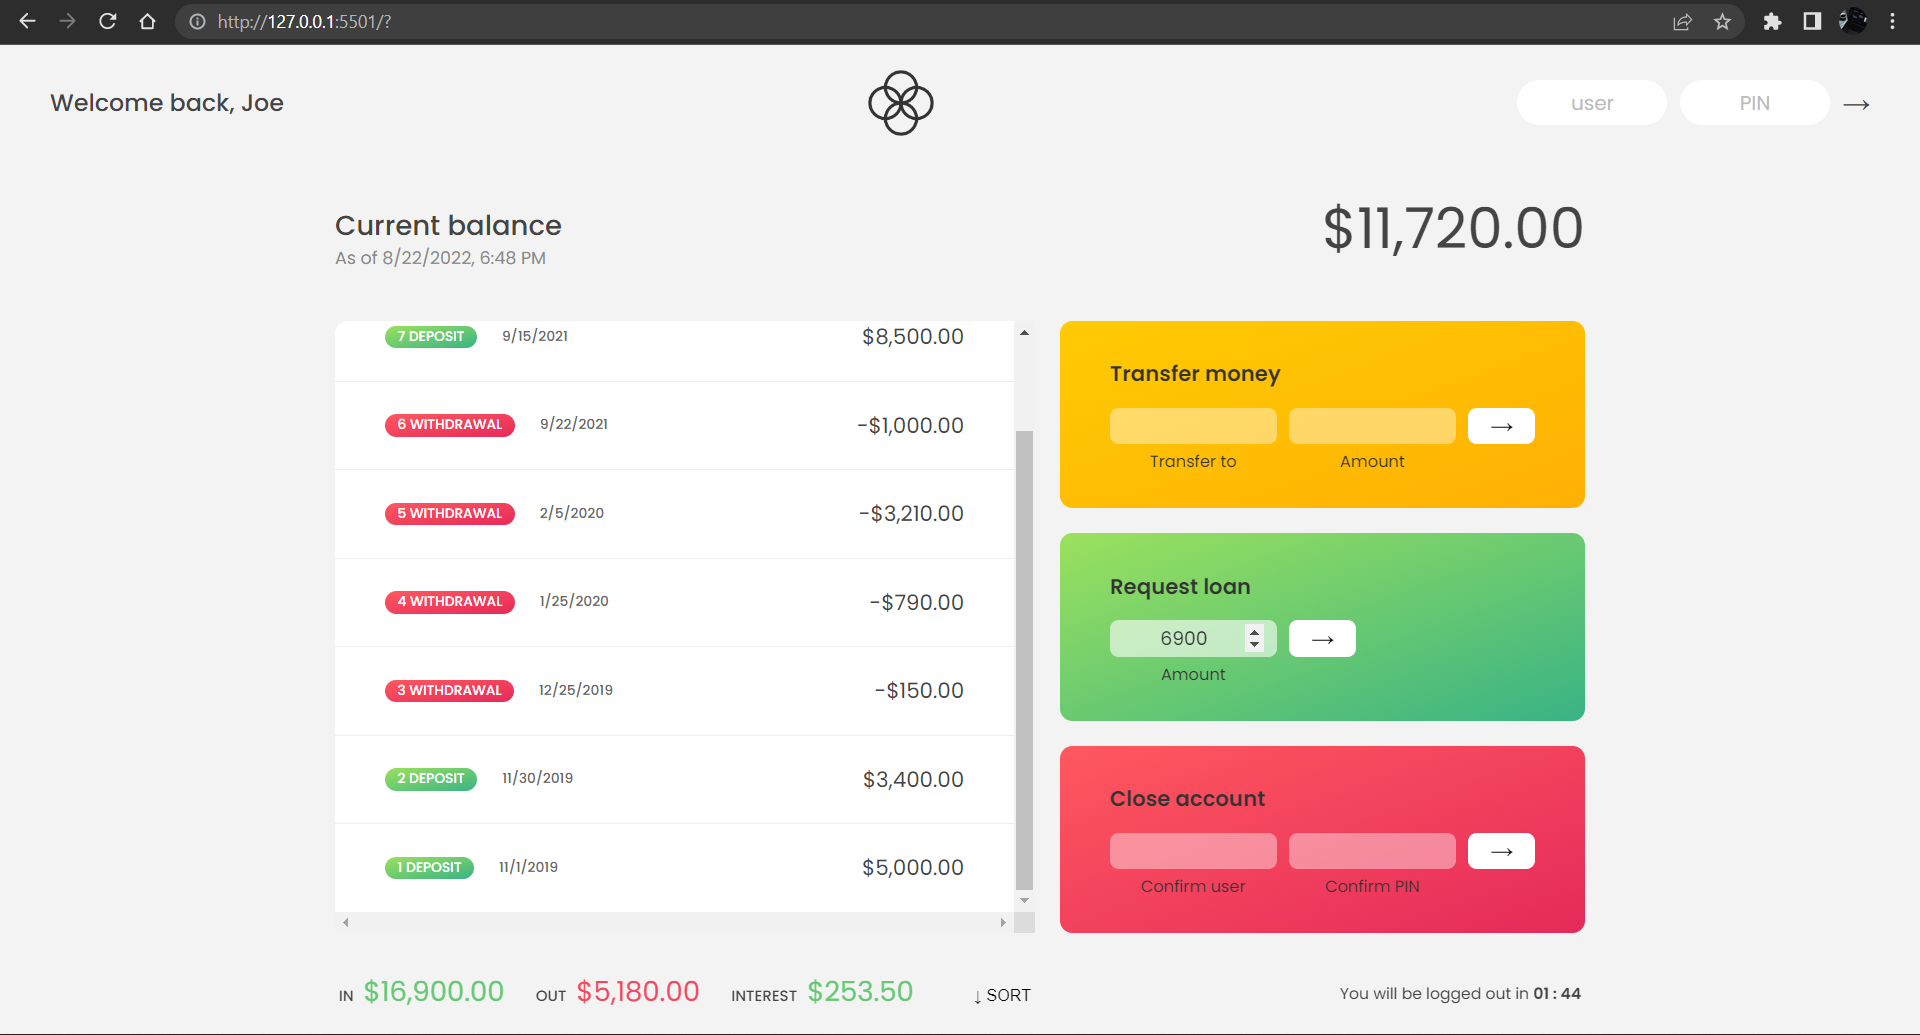 http://127.0.0.1:5501/?
Welcome back, Joe
user PIN →
Current balance
As of 8/22/2022, 6:48 PM
$11,720.00
7 DEPOSIT 9/15/2021 $8,500.00
6 WITHDRAWAL 9/22/2021 -$1,000.00
5 WITHDRAWAL 2/5/2020 -$3,210.00
4 WITHDRAWAL 1/25/2020 -$790.00
3 WITHDRAWAL 12/25/2019 -$150.00
2 DEPOSIT 11/30/2019 $3,400.00
1 DEPOSIT 11/1/2019 $5,000.00
Transfer money
→
Transfer to Amount
Request loan
6900 →
Amount
Close account
→
Confirm user Confirm PIN
IN $16,900.00 OUT $5,180.00 INTEREST $253.50 ↓ SORT
You will be logged out in 01 : 44